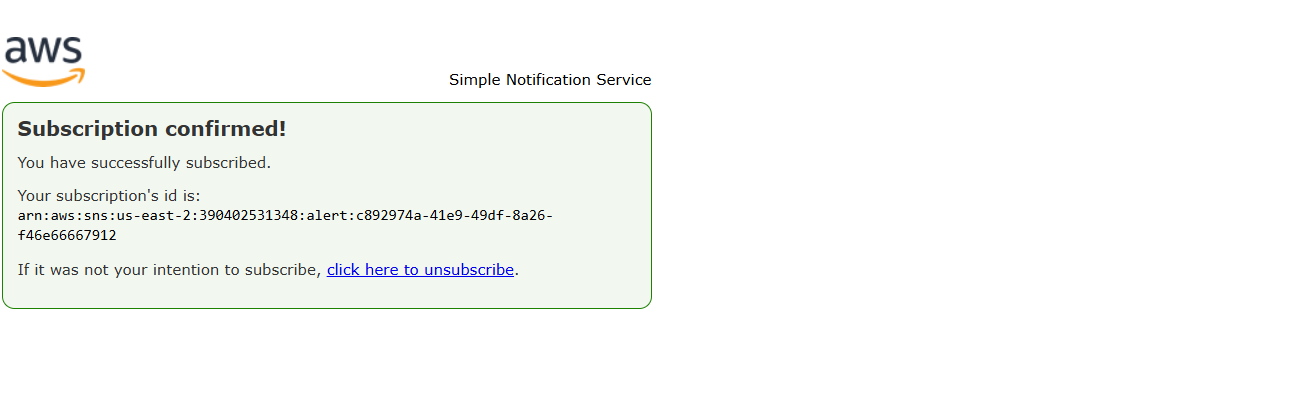 aws
Simple Notification Service
Subscription confirmed!
You have successfully subscribed.
Your subscription's id is:
arn:aws:sns:us-east-2:390402531348:alert:c892974a-41e9-49df-8a26-
f46e66667912
If it was not your intention to subscribe, click here to unsubscribe.